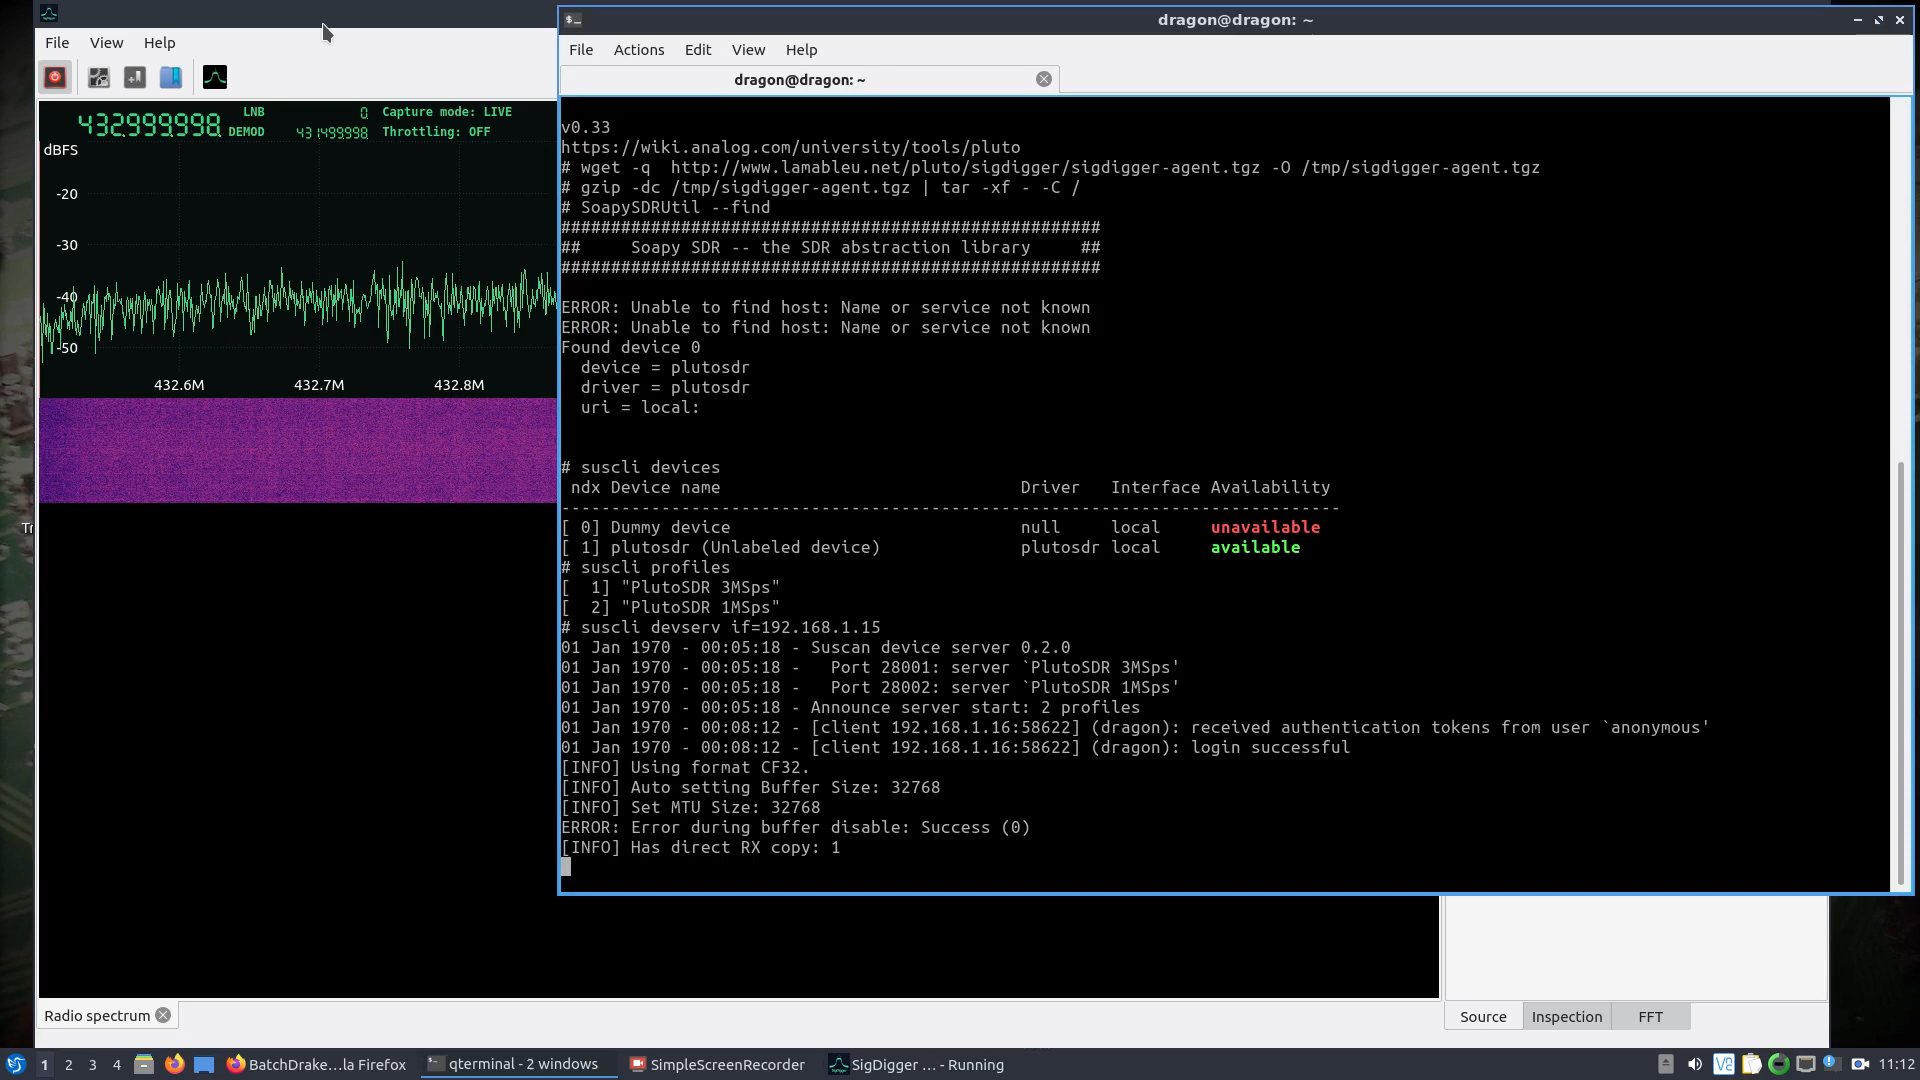 dragon@dragon: ~
File View Help
File Actions Edit View Help
dragon@dragon: ~
432.999.998 LNB 0 Capture mode: LIVE
DEMOD 431499998 Throttling: OFF
dBFS
-20
-30
-40
-50
432.6M 432.7M 432.8M
v0.33
https://wiki.analog.com/university/tools/pluto
# wget -q  http://www.lamableu.net/pluto/sigdigger/sigdigger-agent.tgz -O /tmp/sigdigger-agent.tgz
# gzip -dc /tmp/sigdigger-agent.tgz | tar -xf - -C /
# SoapySDRUtil --find
######################################################
##     Soapy SDR -- the SDR abstraction library     ##
######################################################
ERROR: Unable to find host: Name or service not known
ERROR: Unable to find host: Name or service not known
Found device 0
  device = plutosdr
  driver = plutosdr
  uri = local:
# suscli devices
 ndx Device name                              Driver   Interface Availability
------------------------------------------------------------------------------
[ 0] Dummy device                             null     local     unavailable
[ 1] plutosdr (Unlabeled device)              plutosdr local     available
# suscli profiles
[  1] "PlutoSDR 3MSps"
[  2] "PlutoSDR 1MSps"
# suscli devserv if=192.168.1.15
01 Jan 1970 - 00:05:18 - Suscan device server 0.2.0
01 Jan 1970 - 00:05:18 -   Port 28001: server `PlutoSDR 3MSps'
01 Jan 1970 - 00:05:18 -   Port 28002: server `PlutoSDR 1MSps'
01 Jan 1970 - 00:05:18 - Announce server start: 2 profiles
01 Jan 1970 - 00:08:12 - [client 192.168.1.16:58622] (dragon): received authentication tokens from user `anonymous'
01 Jan 1970 - 00:08:12 - [client 192.168.1.16:58622] (dragon): login successful
[INFO] Using format CF32.
[INFO] Auto setting Buffer Size: 32768
[INFO] Set MTU Size: 32768
ERROR: Error during buffer disable: Success (0)
[INFO] Has direct RX copy: 1
Tr
Radio spectrum
Source Inspection FFT
1 2 3 4 BatchDrake...la Firefox qterminal - 2 windows SimpleScreenRecorder SigDigger ... - Running 11:12